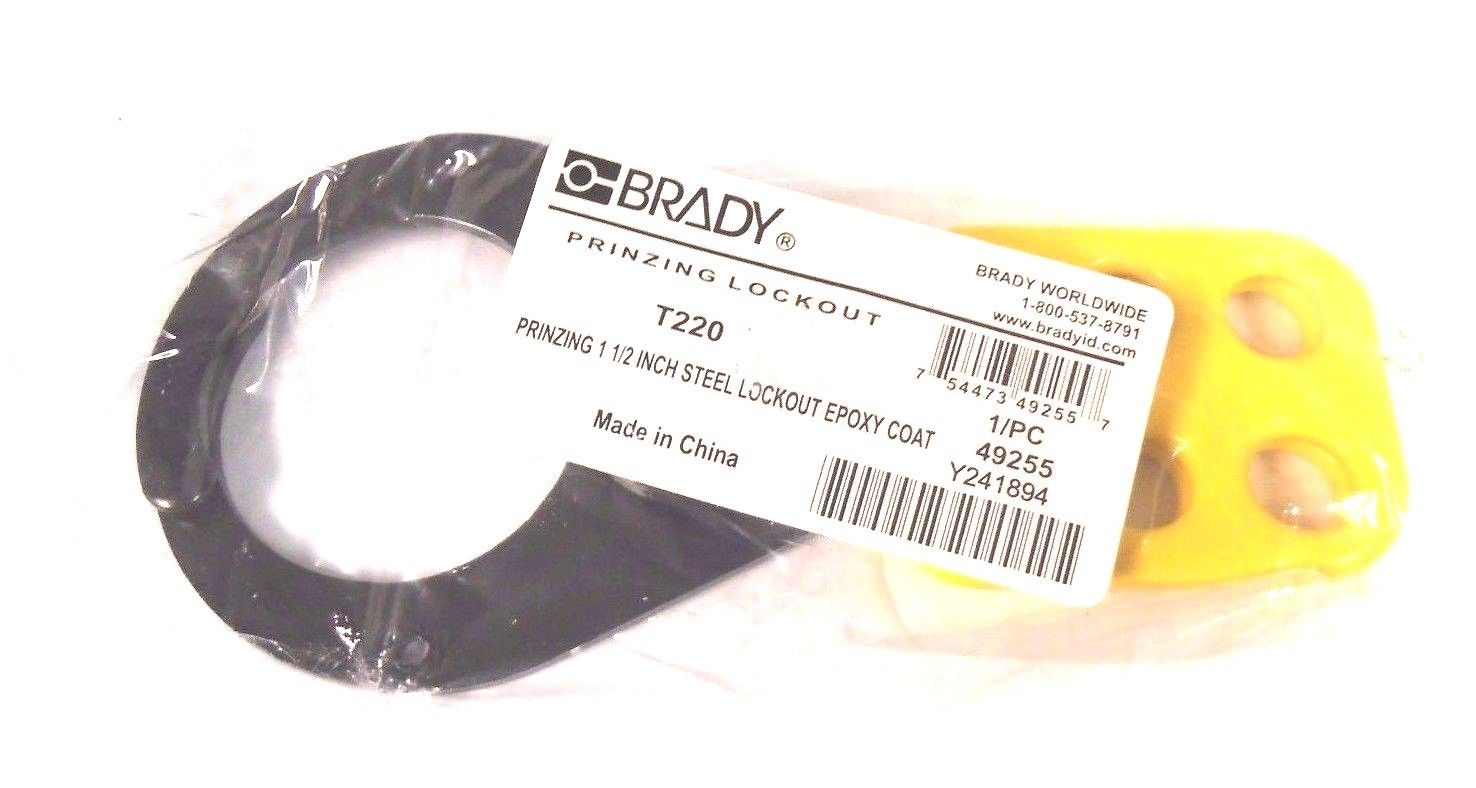 BRADY®
PRINZING LOCKOUT
BRADY WORLDWIDE
1-800-537-8791
www.bradyid.com
T220
PRINZING 1 1/2 INCH STEEL LOCKOUT EPOXY COAT
Made in China
7 54473 49255 7
1/PC
49255
Y241894